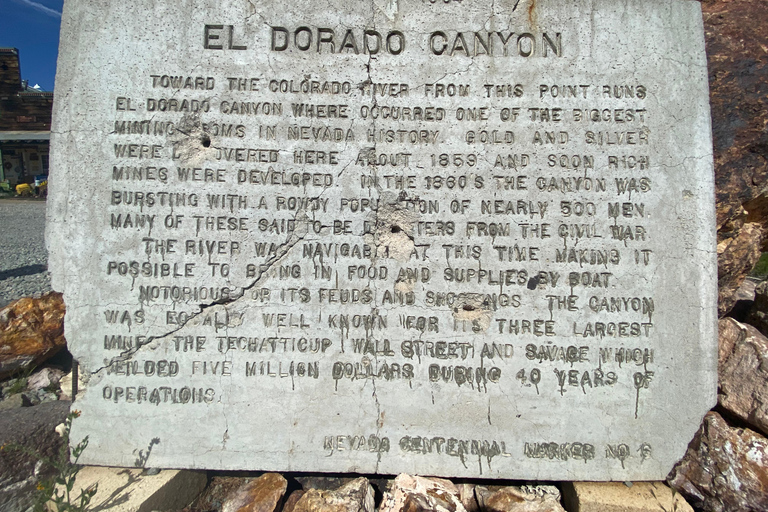 1864
EL DORADO CANYON
TOWARD THE COLORADO RIVER FROM THIS POINT RUNS
EL DORADO CANYON WHERE OCCURRED ONE OF THE BIGGEST
MINING BOOMS IN NEVADA HISTORY. GOLD AND SILVER
WERE DISCOVERED HERE ABOUT 1859 AND SOON RICH
MINES WERE DEVELOPED. IN THE 1860'S THE CANYON WAS
BURSTING WITH A ROWDY POPULATION OF NEARLY 500 MEN.
MANY OF THESE SAID TO BE DESERTERS FROM THE CIVIL WAR
THE RIVER WAS NAVIGABLE AT THIS TIME MAKING IT
POSSIBLE TO BRING IN FOOD AND SUPPLIES BY BOAT.
NOTORIOUS FOR ITS FEUDS AND SHOOTINGS THE CANYON
WAS EQUALLY WELL KNOWN FOR ITS THREE LARGEST
MINES THE TECHATTICUP WALL STREET AND SAVAGE WHICH
YEILDED FIVE MILLION DOLLARS DURING 40 YEARS OF
OPERATIONS
NEVADA CENTENNIAL MARKER NO